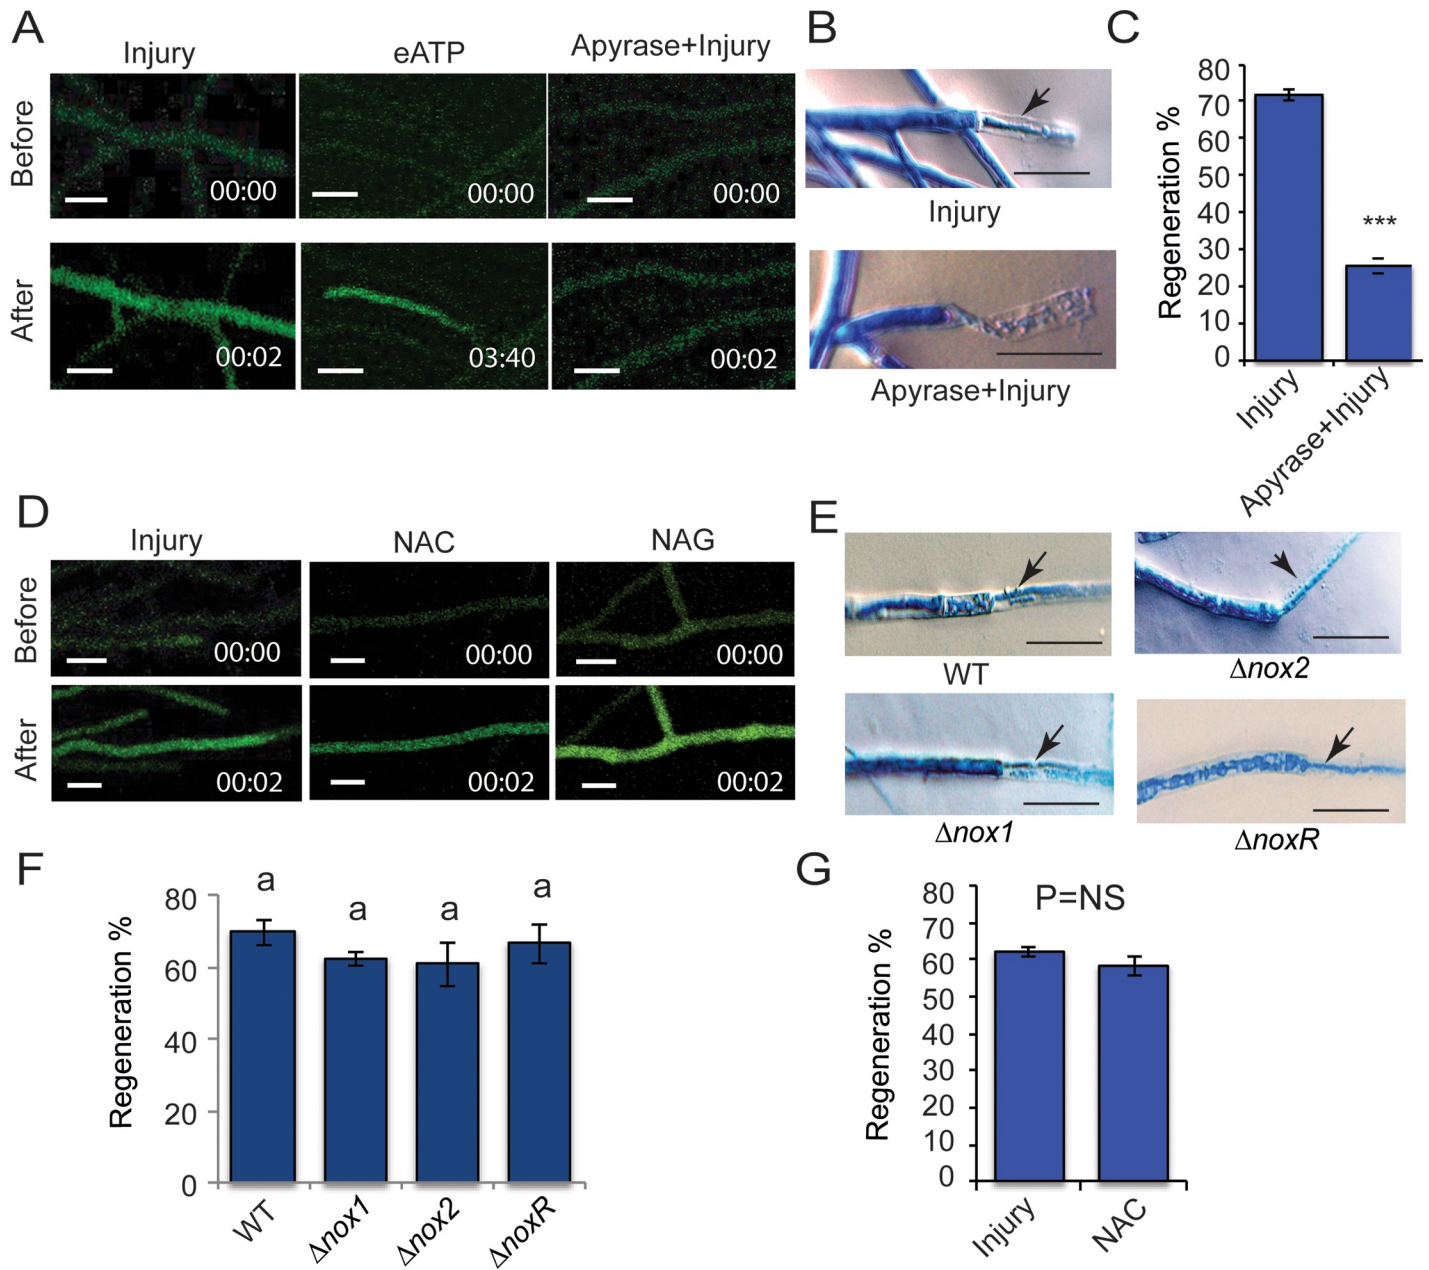 A
Injury
eATP
Apyrase+Injury
Before
00:00
00:00
00:00
After
00:02
03:40
00:02
B
Injury
Apyrase+Injury
C
Regeneration %
80
70
60
50
40
30
20
10
0
***
Injury
Apyrase+Injury
D
Injury
NAC
NAG
Before
00:00
00:00
00:00
After
00:02
00:02
00:02
E
WT
Δnox2
Δnox1
ΔnoxR
F
Regeneration %
80
60
40
20
0
a
a
a
a
WT
Δnox1
Δnox2
ΔnoxR
G
Regeneration %
80
70
60
50
40
30
20
10
0
P=NS
Injury
NAC